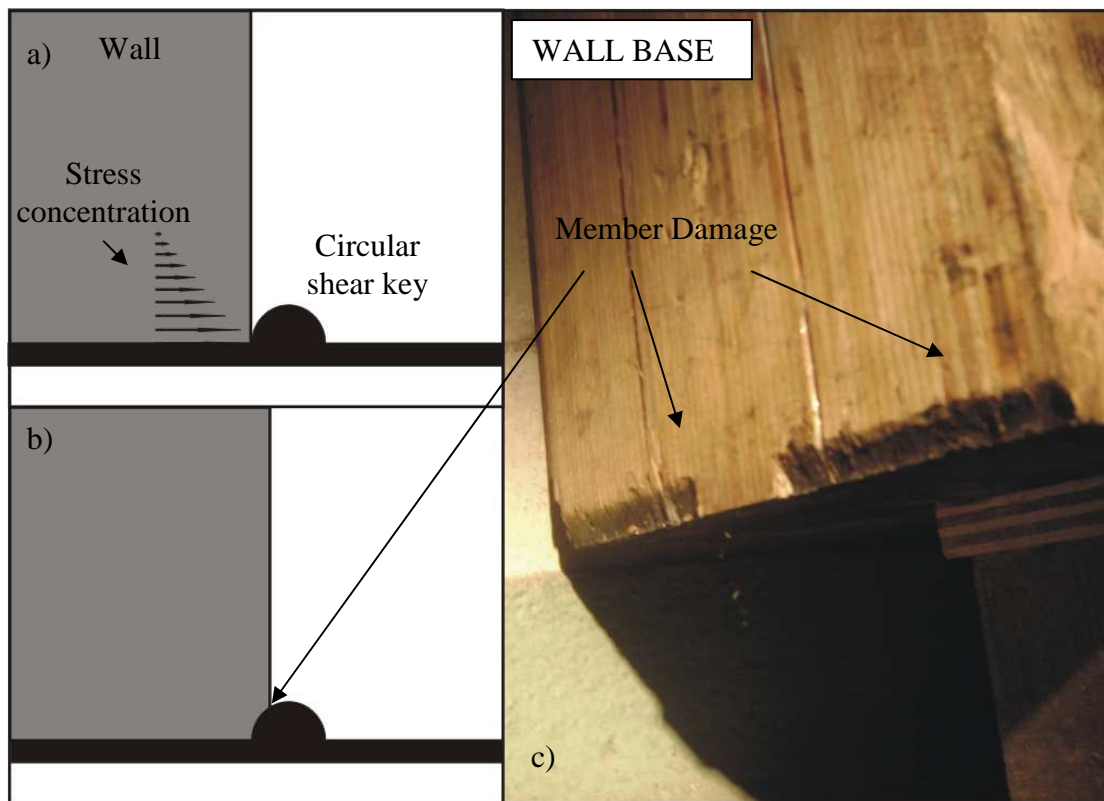 a)
Wall
Stress
concentration
Circular
shear key
b)
WALL BASE
Member Damage
c)